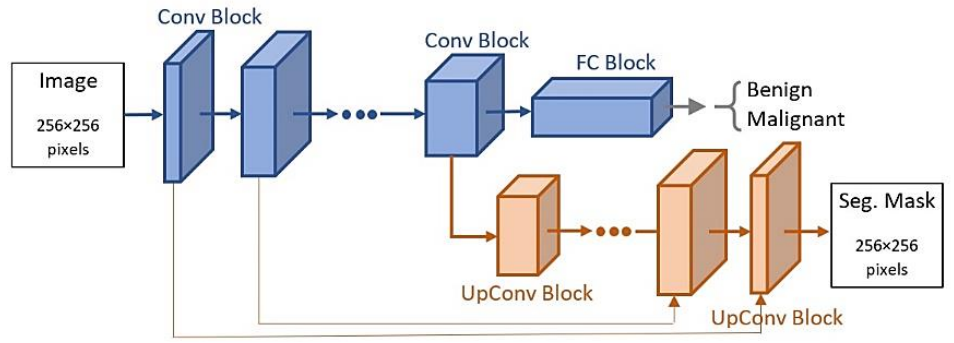 Conv Block
Image
256×256
pixels
Conv Block
FC Block
Benign
Malignant
UpConv Block
Seg. Mask
256×256
pixels
UpConv Block